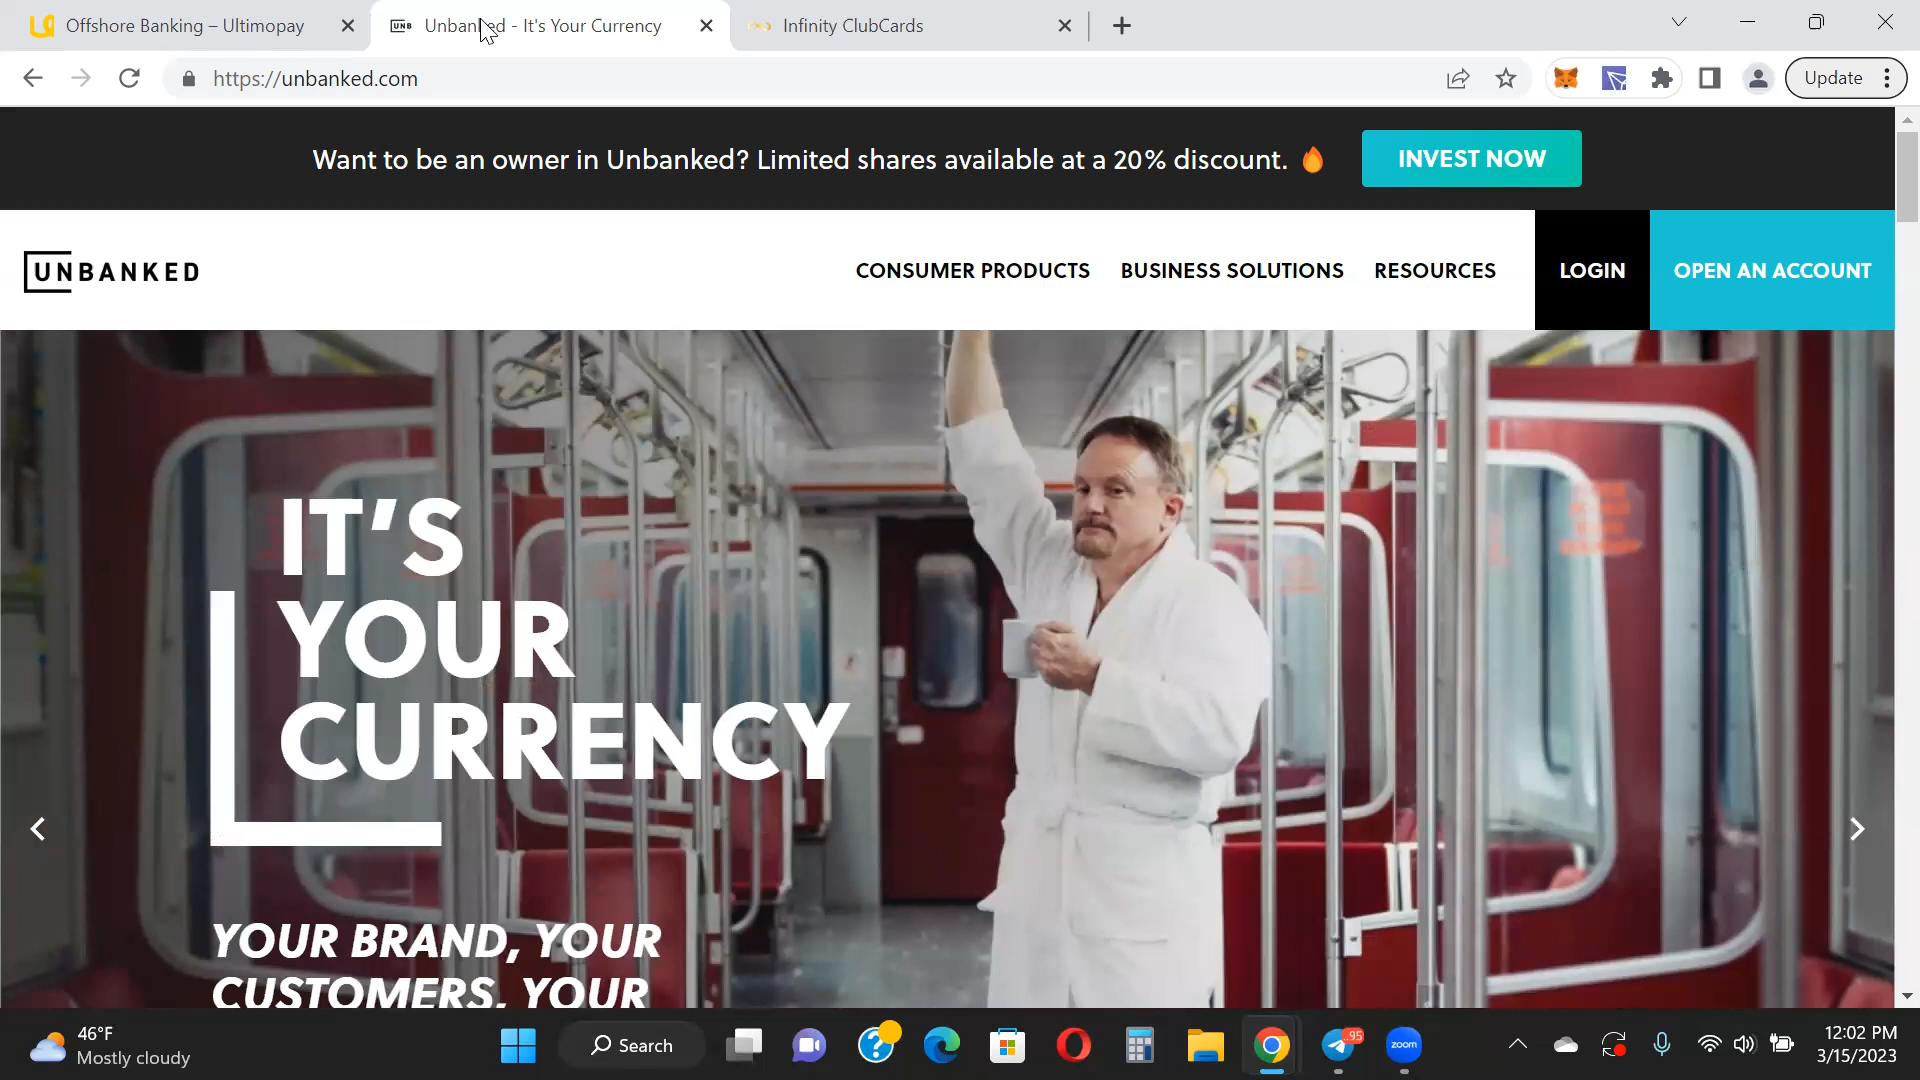 Offshore Banking – Ultimopay
Unbanked - It's Your Currency
Infinity ClubCards
https://unbanked.com
Update
Want to be an owner in Unbanked? Limited shares available at a 20% discount. 🔥
INVEST NOW
UNBANKED
CONSUMER PRODUCTS
BUSINESS SOLUTIONS
RESOURCES
LOGIN
OPEN AN ACCOUNT
IT'S
YOUR
CURRENCY
YOUR BRAND, YOUR
CUSTOMERS, YOUR
46°F
Mostly cloudy
Search
..95
zoom
12:02 PM
3/15/2023